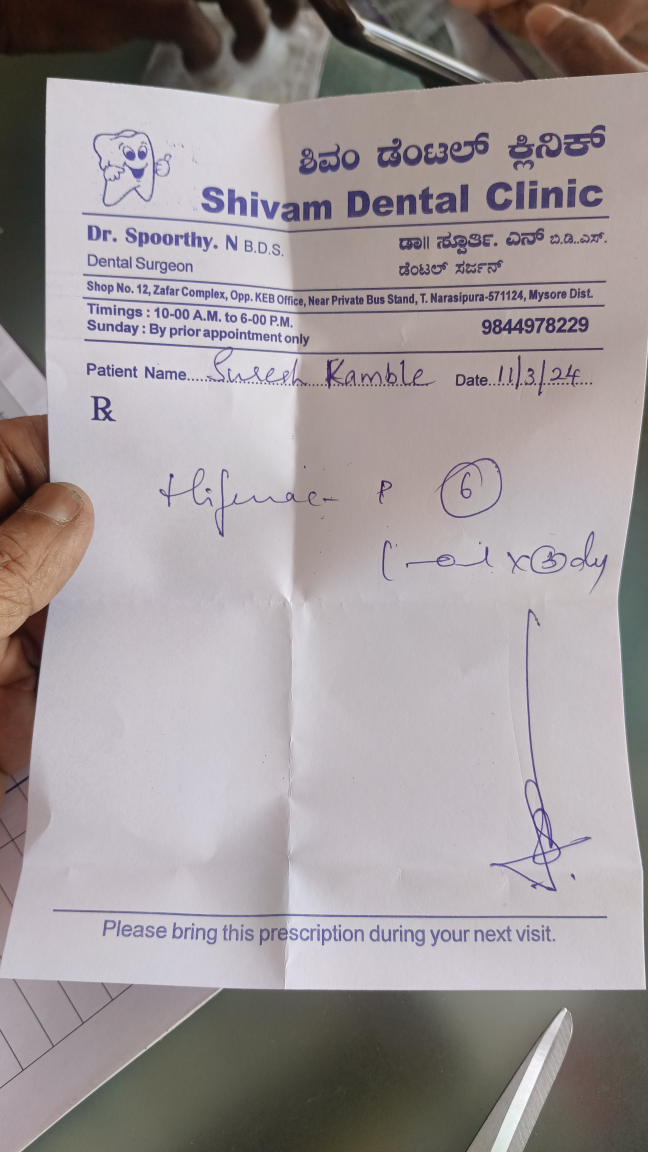 ಶಿವಂ ಡೆಂಟಲ್ ಕ್ಲಿನಿಕ್
Shivam Dental Clinic
Dr. Spoorthy. N B.D.S.
Dental Surgeon
ಡಾ|| ಸ್ಪೂರ್ತಿ. ಎನ್ ಬಿ.ಡಿ..ಎಸ್.
ಡೆಂಟಲ್ ಸರ್ಜನ್
Shop No. 12, Zafar Complex, Opp. KEB Office, Near Private Bus Stand, T. Narasipura-571124, Mysore Dist.
Timings : 10-00 A.M. to 6-00 P.M.
Sunday : By prior appointment only
9844978229
Patient Name Suresh Kamble Date 11/3/24
℞
Hifenac- P 6
x 3 dy
Please bring this prescription during your next visit.